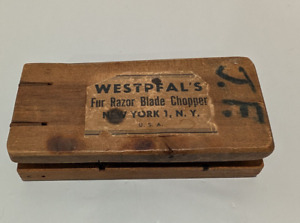 WESTPFAL'S
Fur Razor Blade Chopper
NEW YORK 1, N. Y.
U. S. A.
J. F.